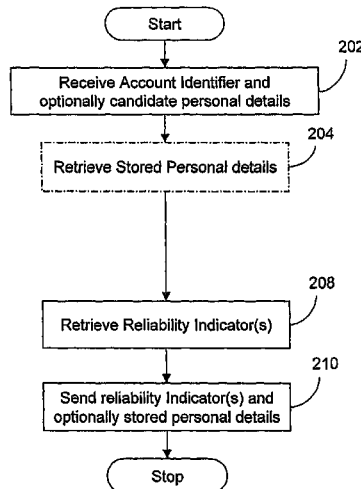 Start
202
Receive Account Identifier and
optionally candidate personal details
204
Retrieve Stored Personal details
208
Retrieve Reliability Indicator(s)
210
Send reliability Indicator(s) and
optionally stored personal details
Stop